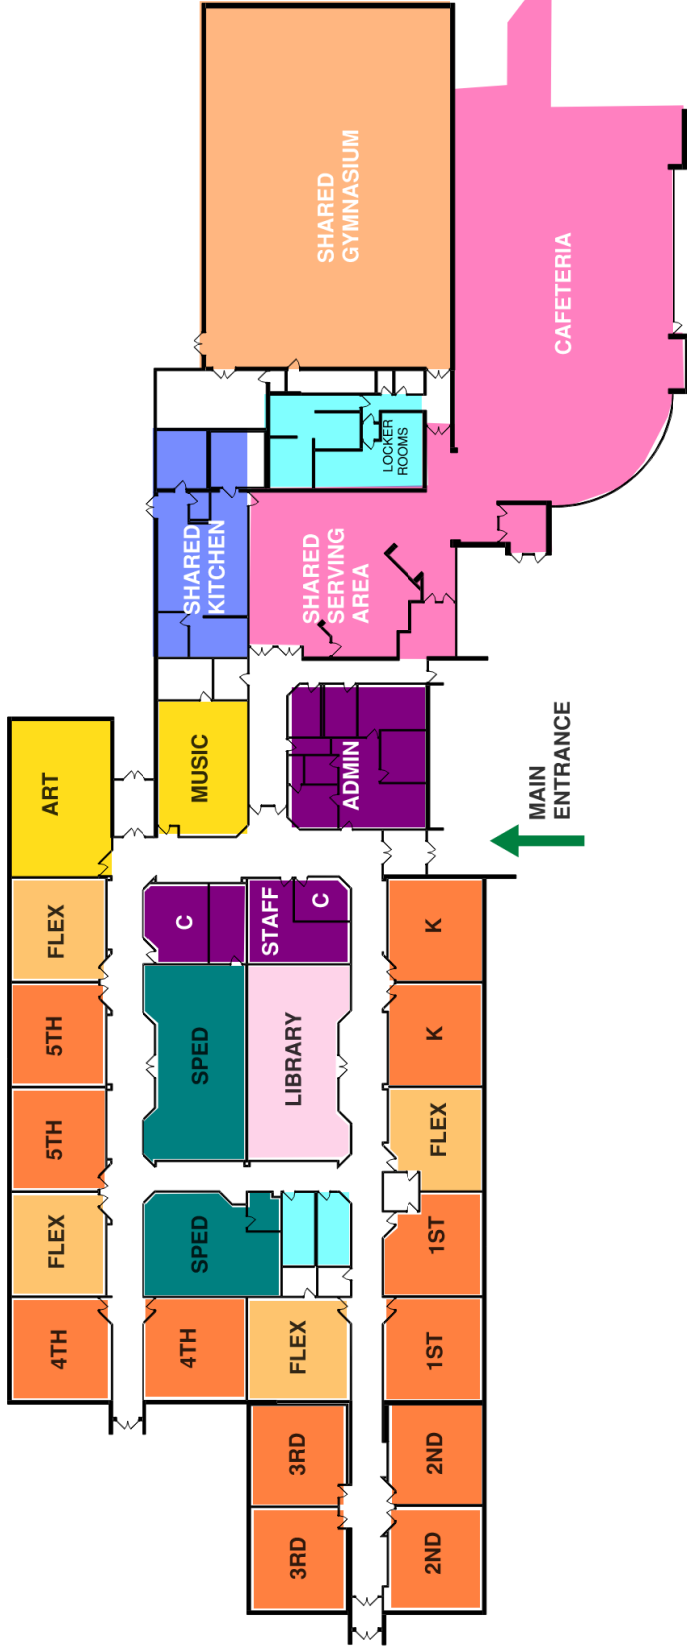 SHARED
GYMNASIUM
CAFETERIA
LOCKER
ROOMS
SHARED
KITCHEN
SHARED
SERVING
AREA
MUSIC
ADMIN
MAIN
ENTRANCE
ART
FLEX
C
STAFF
C
K
5TH
SPED
LIBRARY
K
5TH
FLEX
FLEX
SPED
1ST
4TH
4TH
FLEX
1ST
3RD
2ND
3RD
2ND